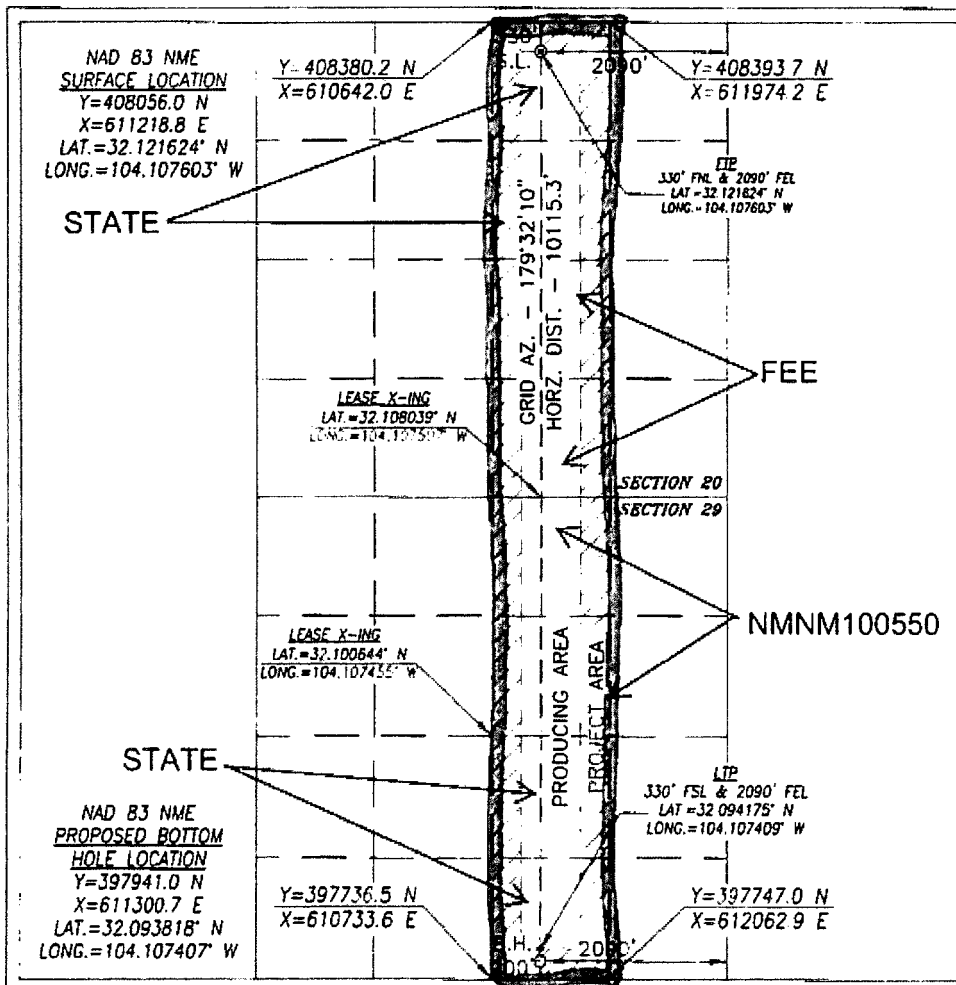 NAD 83 NME
SURFACE LOCATION
Y=408056.0 N
X=611218.8 E
LAT.=32.121624° N
LONG.=104.107603° W
Y=408380.2 N
X=610642.0 E
S.L.
2090'
Y=408393.7 N
X=611974.2 E
FTP
330' FNL & 2090' FEL
LAT =32.121624° N
LONG.=104.107603° W
STATE
GRID AZ. - 179°32'10"
HORZ. DIST. - 10115.3'
FEE
LEASE X-ING
LAT.=32.108039° N
W
SECTION 20
SECTION 29
NMNM100550
LEASE X-ING
LAT.=32.100644° N
LONG.=104.107455° W
PRODUCING AREA
PROJECT AREA
STATE
LTP
330' FSL & 2090' FEL
LAT =32.094175° N
LONG.=104.107409° W
NAD 83 NME
PROPOSED BOTTOM
HOLE LOCATION
Y=397941.0 N
X=611300.7 E
LAT.=32.093818° N
LONG.=104.107407° W
Y=397736.5 N
X=610733.6 E
Y=397747.0 N
X=612062.9 E